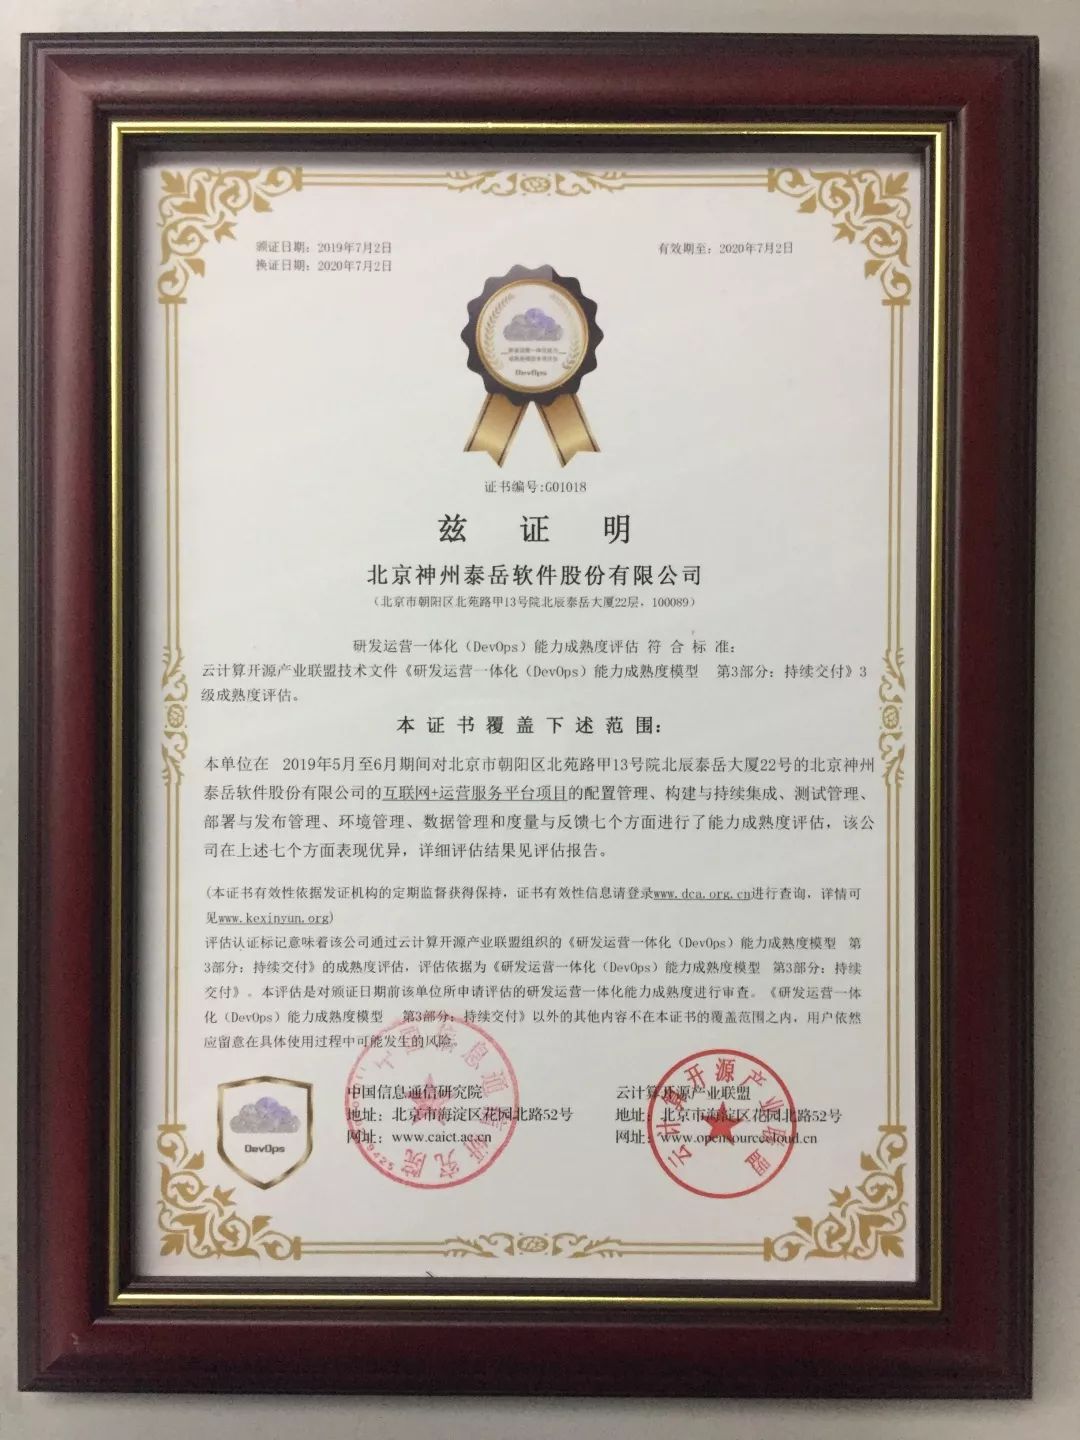 颁证日期：2019年7月2日
有效期至：2020年7月2日
换证日期：2020年7月2日
DevOps
证书编号:G01018
兹 证 明
北京神州泰岳软件股份有限公司
（北京市朝阳区北苑路甲13号院北辰泰岳大厦22层，100089）
研发运营一体化（DevOps）能力成熟度评估 符 合 标 准：
云计算开源产业联盟技术文件《研发运营一体化（DevOps）能力成熟度模型 第3部分：持续交付》3
级成熟度评估。
本 证 书 覆 盖 下 述 范 围：
本单位在 2019年5月至6月期间对北京市朝阳区北苑路甲13号院北辰泰岳大厦22号的北京神州
泰岳软件股份有限公司的互联网+运营服务平台项目的配置管理、构建与持续集成、测试管理、
部署与发布管理、环境管理、数据管理和度量与反馈七个方面进行了能力成熟度评估，该公
司在上述七个方面表现优异，详细评估结果见评估报告。
(本证书有效性依据发证机构的定期监督获得保持，证书有效性信息请登录www.dca.org.cn进行查询，详情可
见www.kexinyun.org)
评估认证标记意味着该公司通过云计算开源产业联盟组织的《研发运营一体化（DevOps）能力成熟度模型 第
3部分：持续交付》的成熟度评估，评估依据为《研发运营一体化（DevOps）能力成熟度模型 第3部分：持续
交付》。本评估是对颁证日期前该单位所申请评估的研发运营一体化能力成熟度进行审查。《研发运营一体
化（DevOps）能力成熟度模型 第3部分：持续交付》以外的其他内容不在本证书的覆盖范围之内，用户依然
应留意在具体使用过程中可能发生的风险
DevOps
中国信息通信研究院
地址：北京市海淀区花园北路52号
网址：www.caict.ac.cn
中国信息通信研究院
云计算开源产业联盟
地址：北京市海淀区花园北路52号
网址：www.opensourcecloud.cn
云计算开源产业联盟